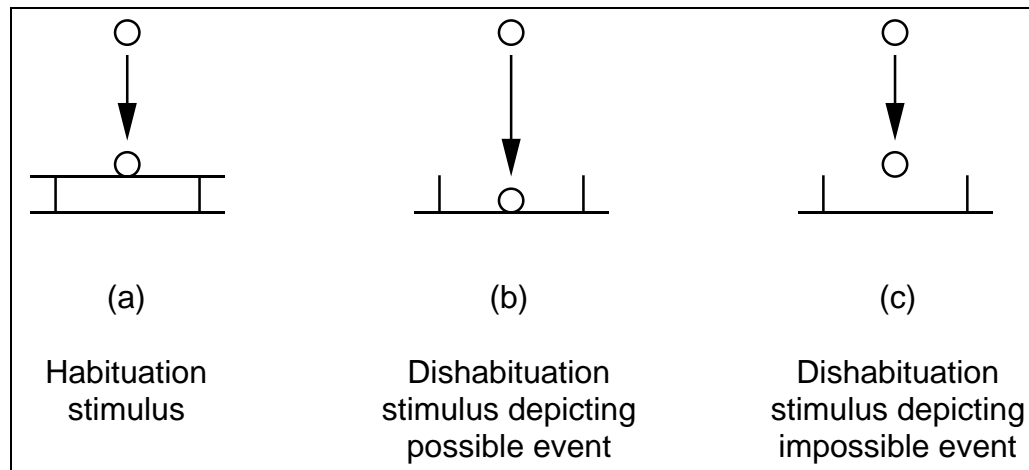 (a)
(b)
(c)
Habituation
stimulus
Dishabituation
stimulus depicting
possible event
Dishabituation
stimulus depicting
impossible event